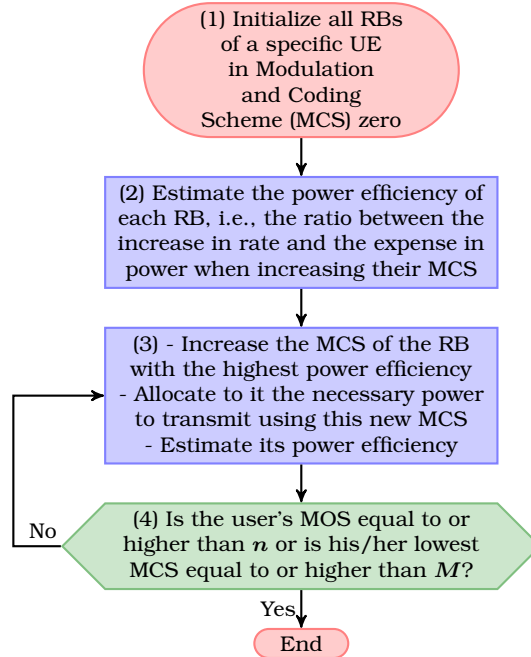 (1) Initialize all RBs
of a specific UE
in Modulation
and Coding
Scheme (MCS) zero
(2) Estimate the power efficiency of
each RB, i.e., the ratio between the
increase in rate and the expense in
power when increasing their MCS
(3) - Increase the MCS of the RB
with the highest power efficiency
- Allocate to it the necessary power
to transmit using this new MCS
- Estimate its power efficiency
(4) Is the user's MOS equal to or
higher than n or is his/her lowest
MCS equal to or higher than M?
No
Yes
End